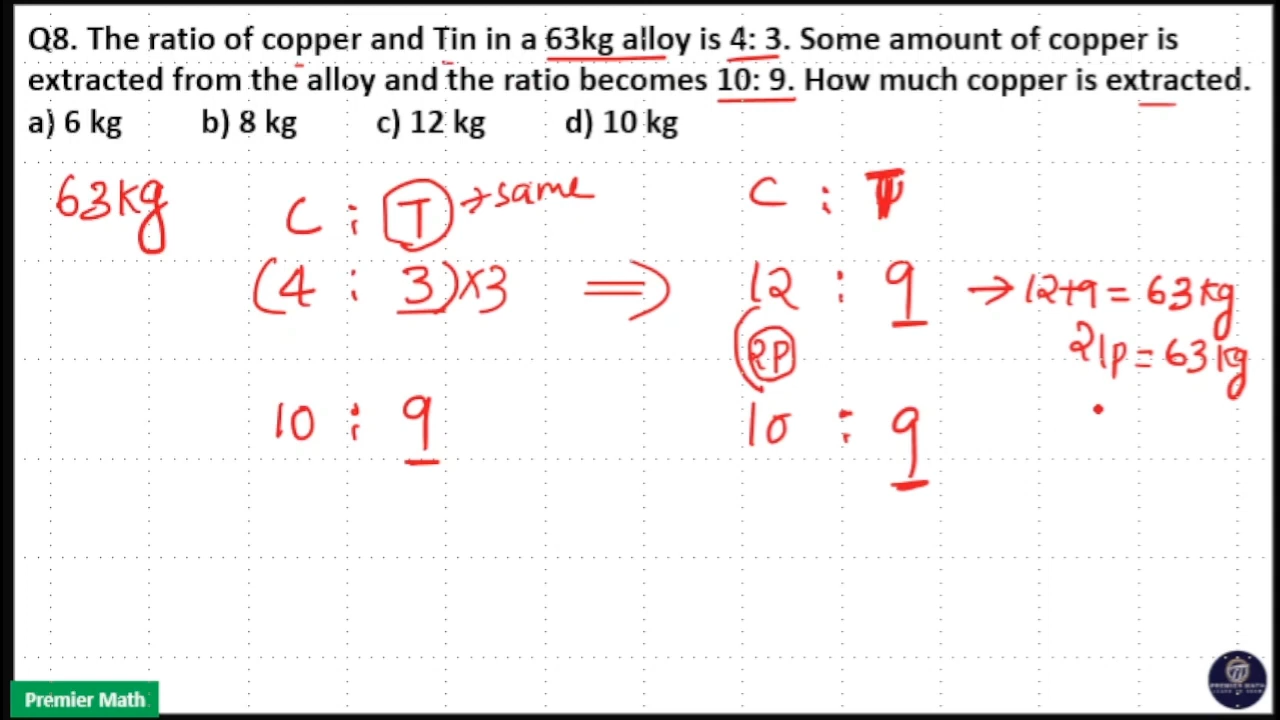 Q8. The ratio of copper and Tin in a 63kg alloy is 4: 3. Some amount of copper is
extracted from the alloy and the ratio becomes 10: 9. How much copper is extracted.
a) 6 kg b) 8 kg c) 12 kg d) 10 kg
63kg
C : T → same
C : T
(4 : 3)×3 ⇒ 12 : 9 → 12+9 = 63kg
2P
21p = 63kg
10 : 9
10 : 9
Premier Math
PREMIER MATH